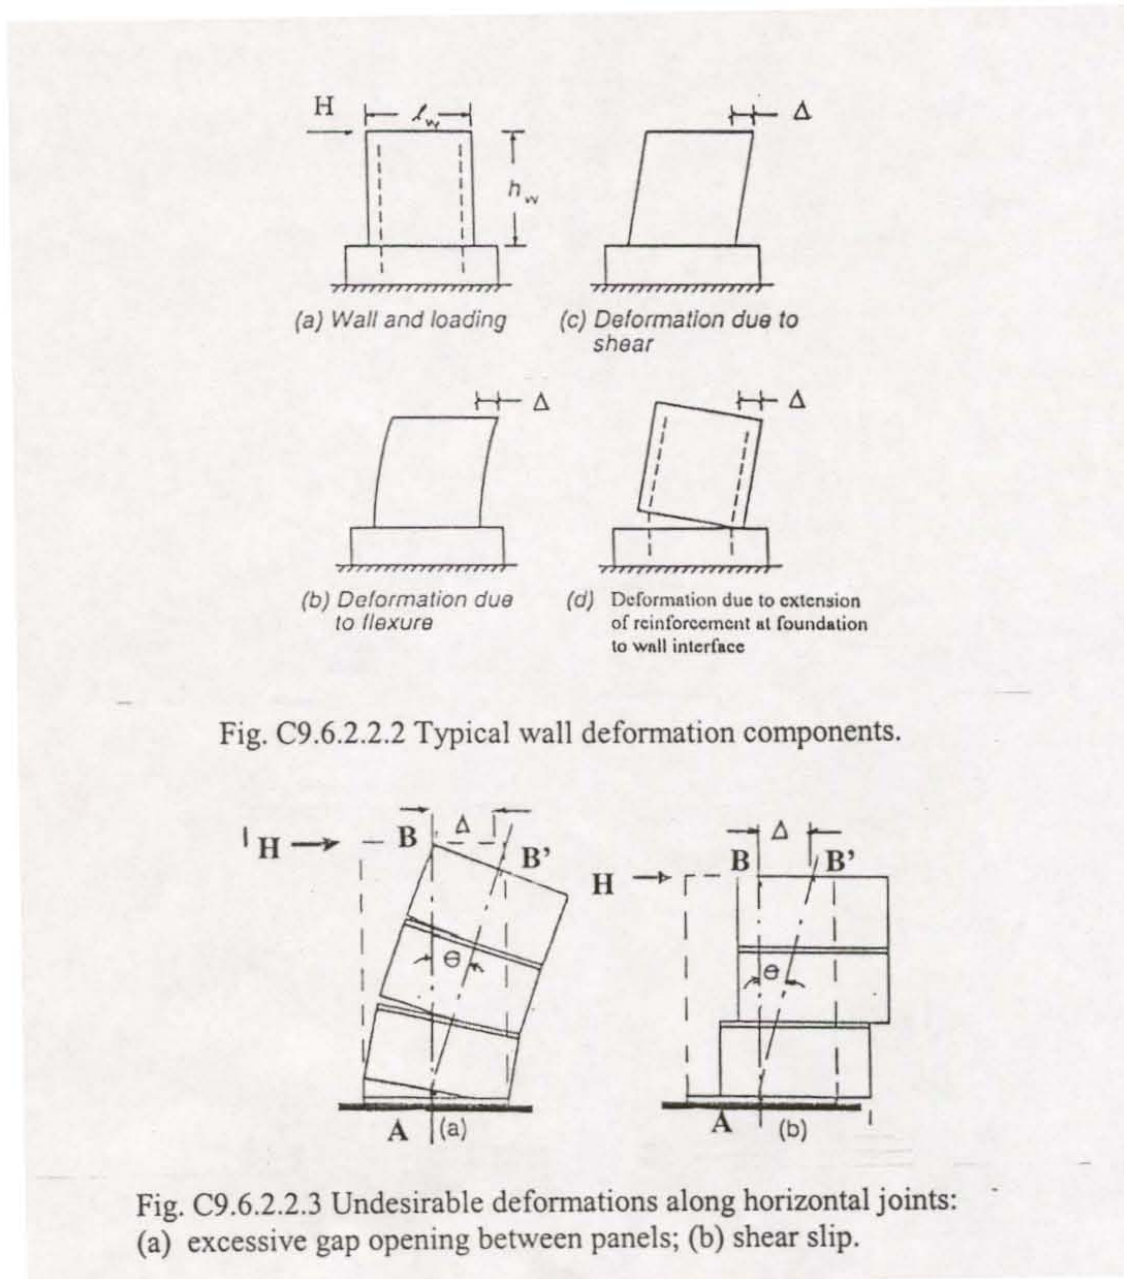 H
ℓw
hw
Δ
(a) Wall and loading
(c) Deformation due to
shear
Δ
Δ
(b) Deformation due
to flexure
(d) Deformation due to extension
of reinforcement at foundation
to wall interface
Fig. C9.6.2.2.2 Typical wall deformation components.
H
B
Δ
B'
θ
A
(a)
H
B
Δ
B'
θ
A
(b)
Fig. C9.6.2.2.3 Undesirable deformations along horizontal joints:
(a) excessive gap opening between panels; (b) shear slip.